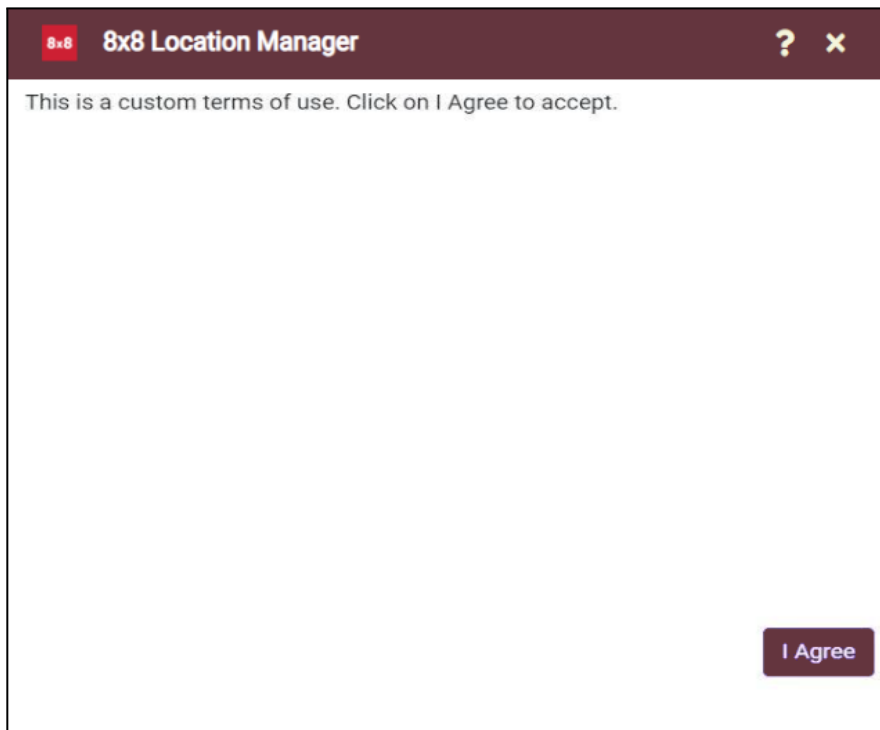 8x8 8x8 Location Manager ? ×
This is a custom terms of use. Click on I Agree to accept.
I Agree